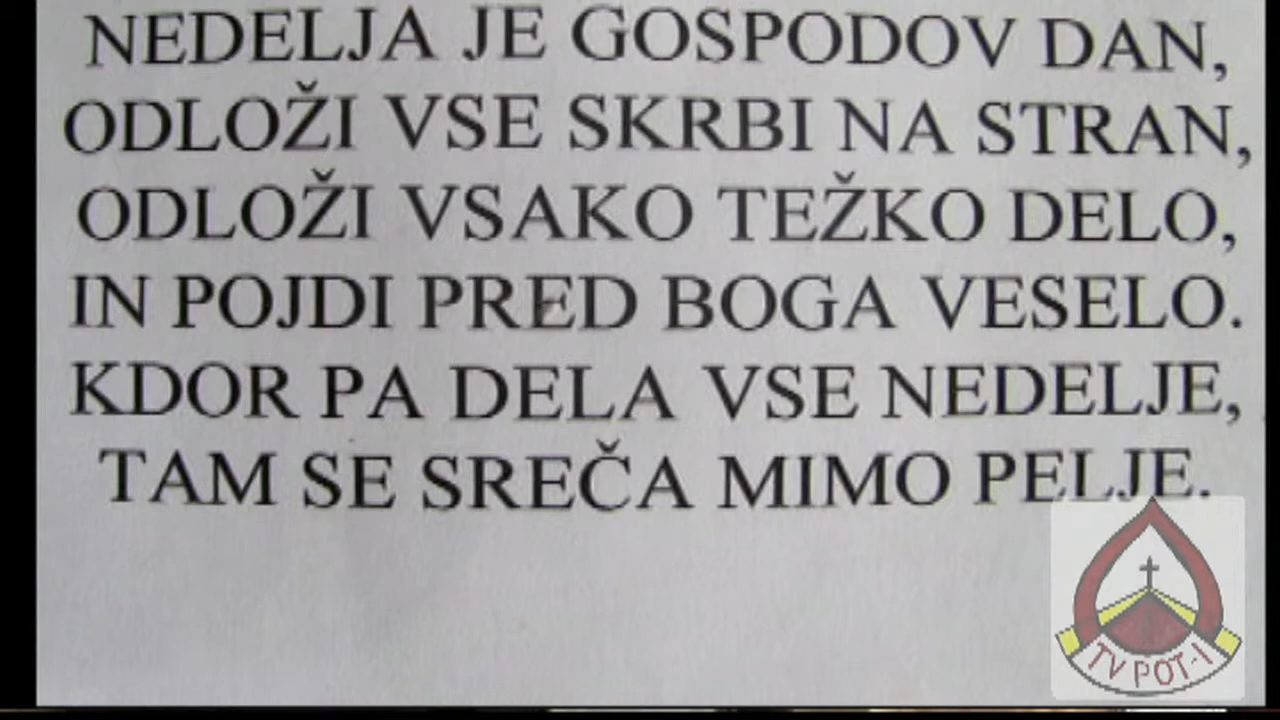 NEDELJA JE GOSPODOV DAN,
ODLOŽI VSE SKRBI NA STRAN,
ODLOŽI VSAKO TEŽKO DELO,
IN POJDI PRED BOGA VESELO.
KDOR PA DELA VSE NEDELJE,
TAM SE SREČA MIMO PELJE.
TV POT-1